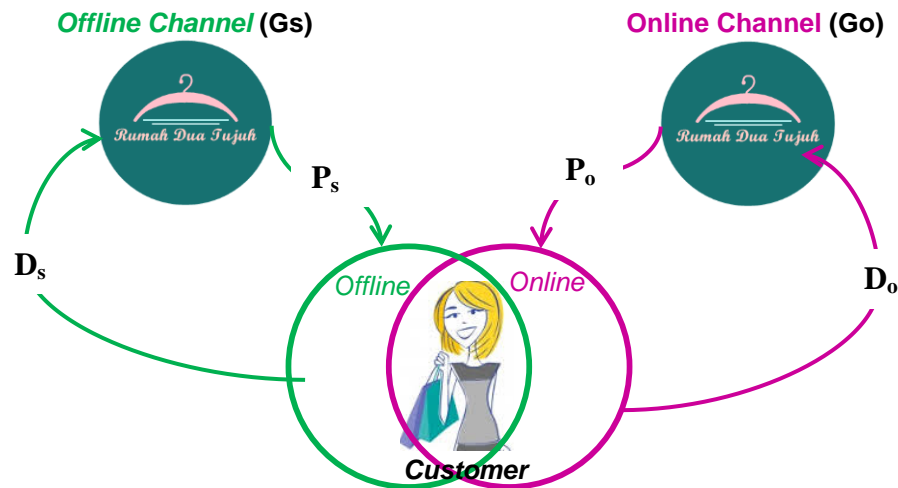 Offline Channel (Gs)
Online Channel (Go)
Rumah Dua Tujuh
Rumah Dua Tujuh
Ps
Po
Ds
Do
Offline
Online
Customer